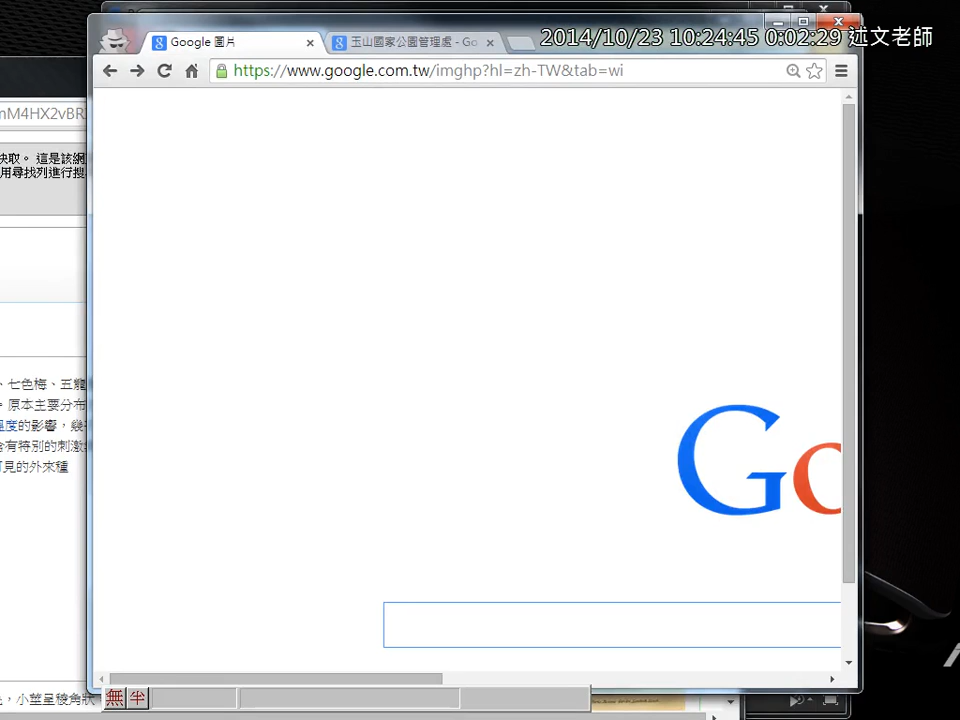 2014/10/23 10:24:45 0:02:29 述文老師
Google 圖片
玉山國家公園管理處 - Go
https://www.google.com.tw/imghp?hl=zh-TW&tab=wi
nM4HX2vBR
快取。 這是該網
用尋找列進行搜
Go
、七色梅、五龍
。原本主要分布
溫度的影響，幾
含有特別的刺激
可見的外來種
，小莖呈稜角狀
無 半